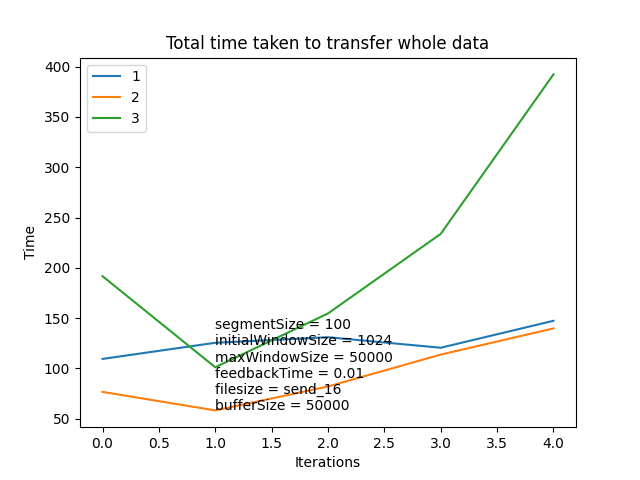 Total time taken to transfer whole data
1
2
3
400
350
300
250
200
150
100
50
Time
segmentSize = 100
initialWindowSize = 1024
maxWindowSize = 50000
feedbackTime = 0.01
filesize = send_16
bufferSize = 50000
0.0 0.5 1.0 1.5 2.0 2.5 3.0 3.5 4.0
Iterations